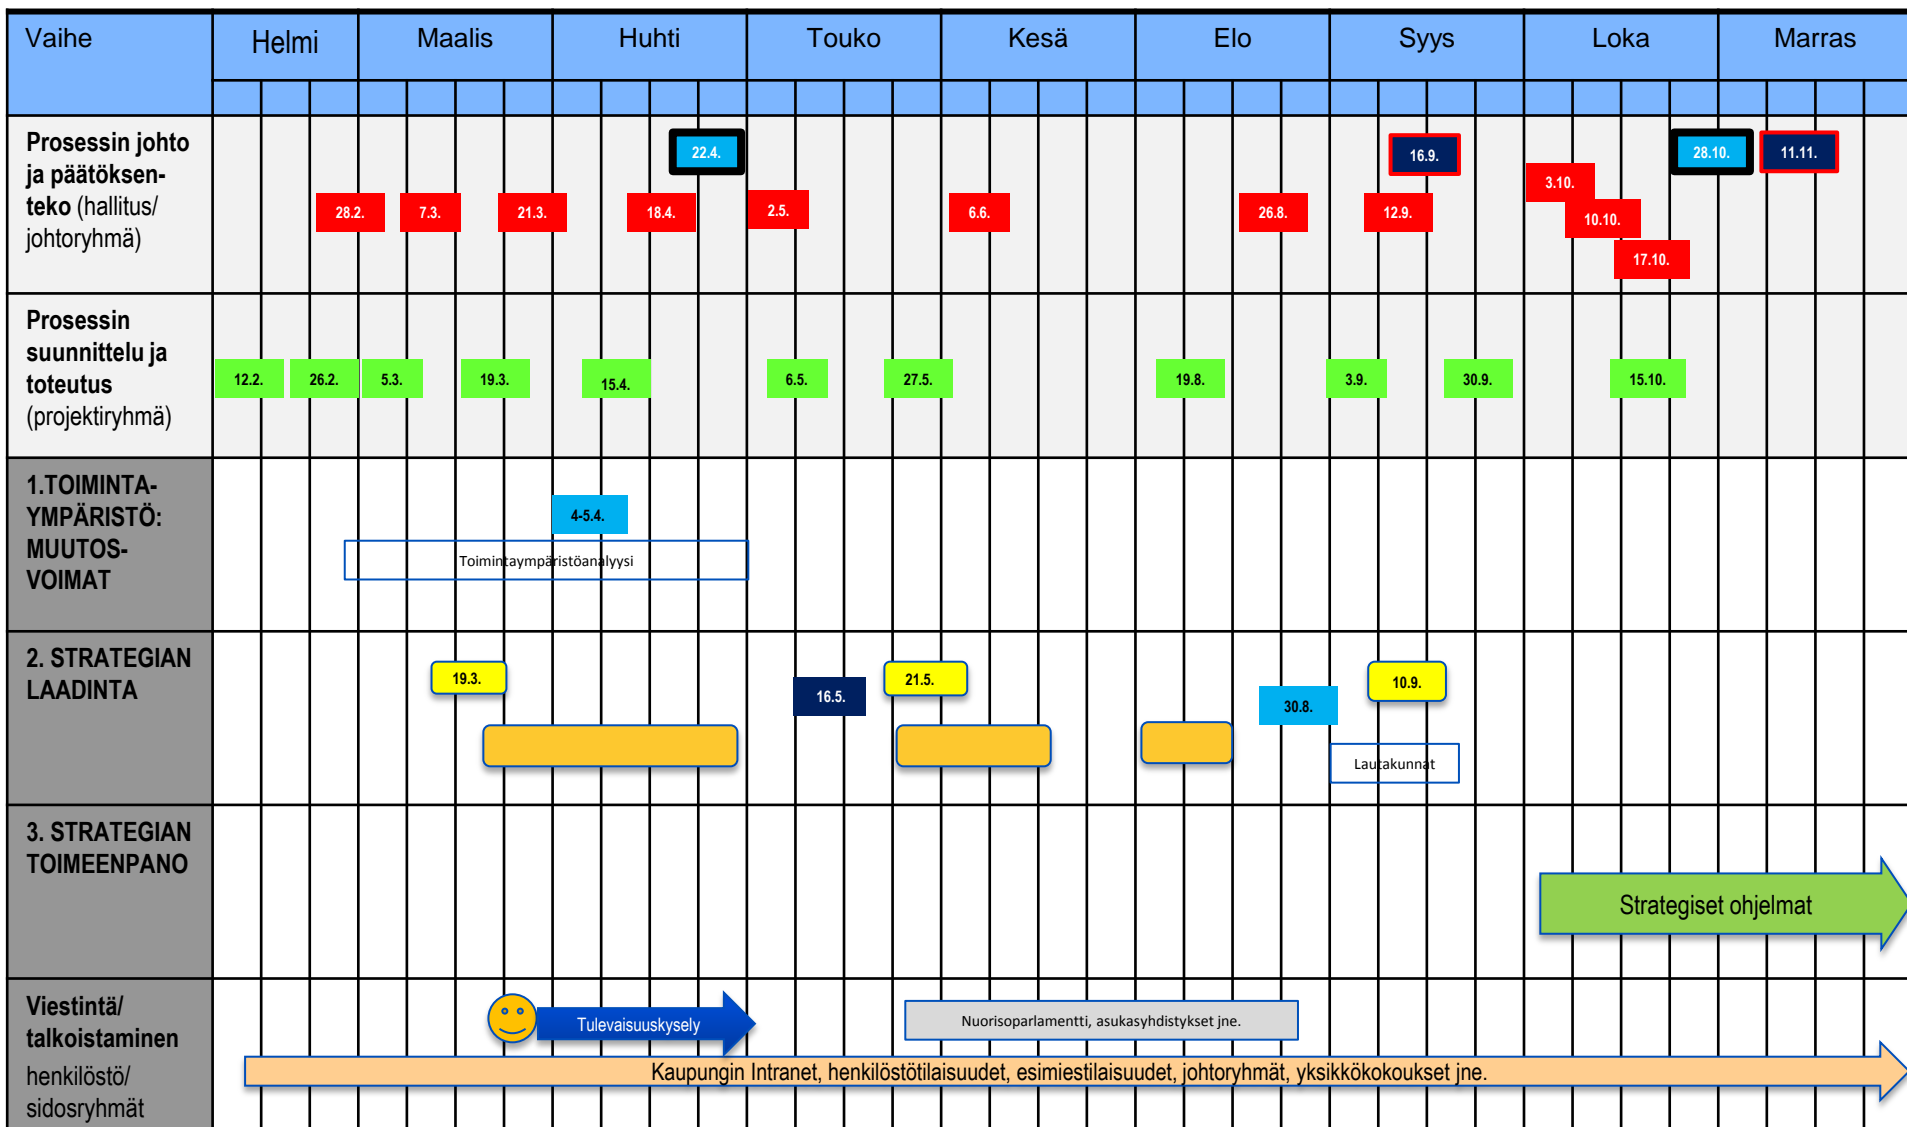 Vaihe
Helmi
Maalis
Huhti
Touko
Kesä
Elo
Syys
Loka
Marras
Prosessin johto
ja päätöksen-
teko (hallitus/
johtoryhmä)
22.4.
16.9.
28.10.
11.11.
28.2.
7.3.
21.3.
18.4.
2.5.
6.6.
26.8.
12.9.
3.10.
10.10.
17.10.
Prosessin
suunnittelu ja
toteutus
(projektiryhmä)
12.2.
26.2.
5.3.
19.3.
15.4.
6.5.
27.5.
19.8.
3.9.
30.9.
15.10.
1.TOIMINTA-
YMPÄRISTÖ:
MUUTOS-
VOIMAT
4-5.4.
Toimintaympäristöanalyysi
2. STRATEGIAN
LAADINTA
19.3.
16.5.
21.5.
30.8.
10.9.
Lautakunnat
3. STRATEGIAN
TOIMEENPANO
Strategiset ohjelmat
Viestintä/
talkoistaminen
henkilöstö/
sidosryhmät
Tulevaisuuskysely
Nuorisoparlamentti, asukasyhdistykset jne.
Kaupungin Intranet, henkilöstötilaisuudet, esimiestilaisuudet, johtoryhmät, yksikkökokoukset jne.